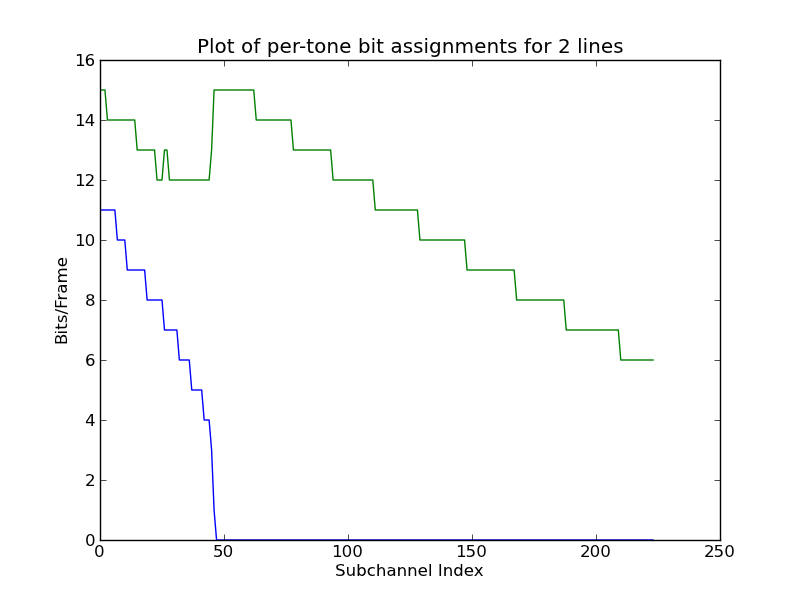 Plot of per-tone bit assignments for 2 lines
16
14
12
10
8
6
4
2
0
Bits/Frame
0 50 100 150 200 250
Subchannel Index